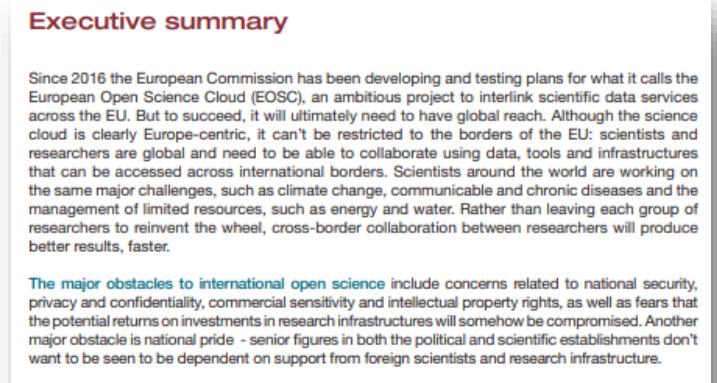 Executive summary
Since 2016 the European Commission has been developing and testing plans for what it calls the
European Open Science Cloud (EOSC), an ambitious project to interlink scientific data services
across the EU. But to succeed, it will ultimately need to have global reach. Although the science
cloud is clearly Europe-centric, it can't be restricted to the borders of the EU: scientists and
researchers are global and need to be able to collaborate using data, tools and infrastructures
that can be accessed across international borders. Scientists around the world are working on
the same major challenges, such as climate change, communicable and chronic diseases and the
management of limited resources, such as energy and water. Rather than leaving each group of
researchers to reinvent the wheel, cross-border collaboration between researchers will produce
better results, faster.
The major obstacles to international open science include concerns related to national security,
privacy and confidentiality, commercial sensitivity and intellectual property rights, as well as fears that
the potential returns on investments in research infrastructures will somehow be compromised. Another
major obstacle is national pride - senior figures in both the political and scientific establishments don't
want to be seen to be dependent on support from foreign scientists and research infrastructure.